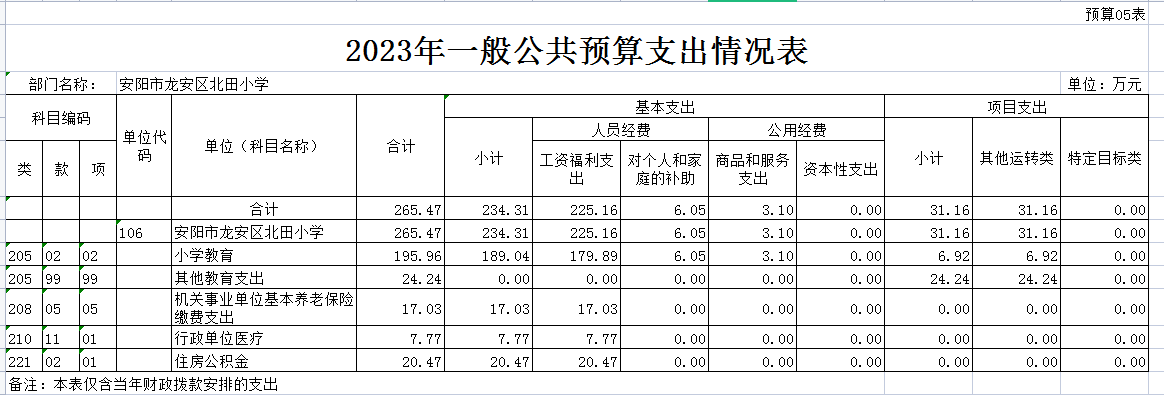 预算05表
2023年一般公共预算支出情况表
部门名称： 安阳市龙安区北田小学 单位：万元
科目编码 单位代码 单位（科目名称） 合计 基本支出 项目支出
人员经费 公用经费
类 款 项 小计 工资福利支出 对个人和家庭的补助 商品和服务支出 资本性支出 小计 其他运转类 特定目标类
合计 265.47 234.31 225.16 6.05 3.10 0.00 31.16 31.16 0.00
106 安阳市龙安区北田小学 265.47 234.31 225.16 6.05 3.10 0.00 31.16 31.16 0.00
205 02 02 小学教育 195.96 189.04 179.89 6.05 3.10 0.00 6.92 6.92 0.00
205 99 99 其他教育支出 24.24 0.00 0.00 0.00 0.00 0.00 24.24 24.24 0.00
208 05 05 机关事业单位基本养老保险缴费支出 17.03 17.03 17.03 0.00 0.00 0.00 0.00 0.00 0.00
210 11 01 行政单位医疗 7.77 7.77 7.77 0.00 0.00 0.00 0.00 0.00 0.00
221 02 01 住房公积金 20.47 20.47 20.47 0.00 0.00 0.00 0.00 0.00 0.00
备注：本表仅含当年财政拨款安排的支出